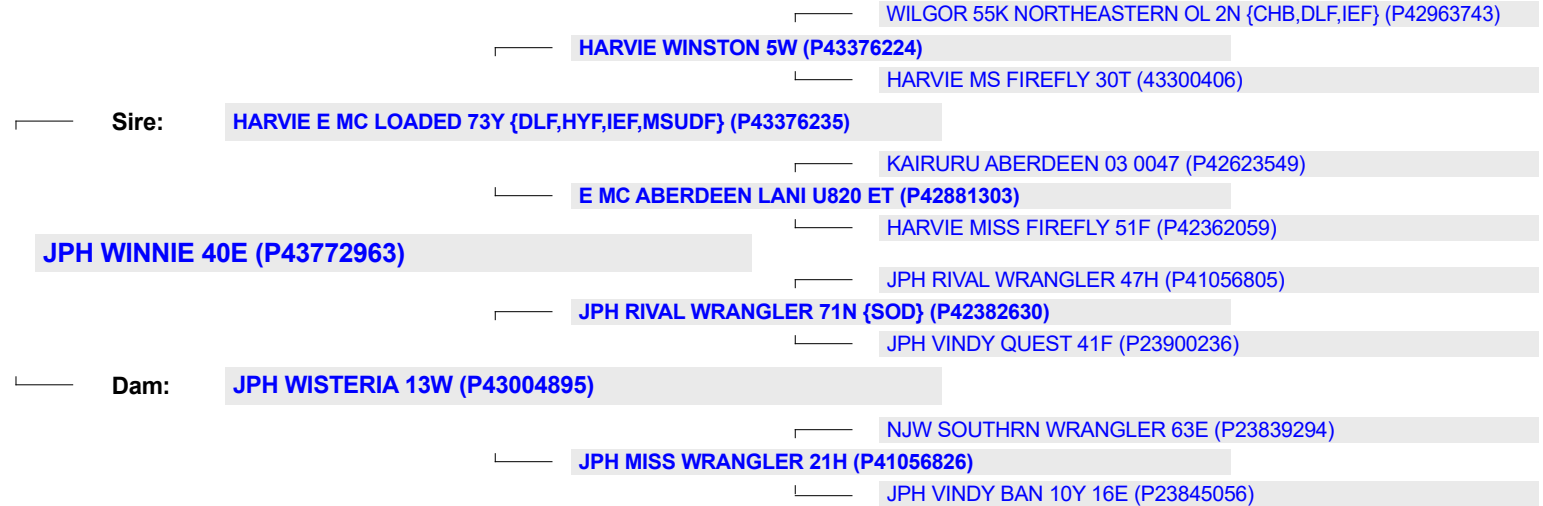 WILGOR 55K NORTHEASTERN OL 2N {CHB,DLF,IEF} (P42963743)
HARVIE WINSTON 5W (P43376224)
HARVIE MS FIREFLY 30T (43300406)
Sire: HARVIE E MC LOADED 73Y {DLF,HYF,IEF,MSUDF} (P43376235)
KAIRURU ABERDEEN 03 0047 (P42623549)
E MC ABERDEEN LANI U820 ET (P42881303)
HARVIE MISS FIREFLY 51F (P42362059)
JPH WINNIE 40E (P43772963)
JPH RIVAL WRANGLER 47H (P41056805)
JPH RIVAL WRANGLER 71N {SOD} (P42382630)
JPH VINDY QUEST 41F (P23900236)
Dam: JPH WISTERIA 13W (P43004895)
NJW SOUTHRN WRANGLER 63E (P23839294)
JPH MISS WRANGLER 21H (P41056826)
JPH VINDY BAN 10Y 16E (P23845056)